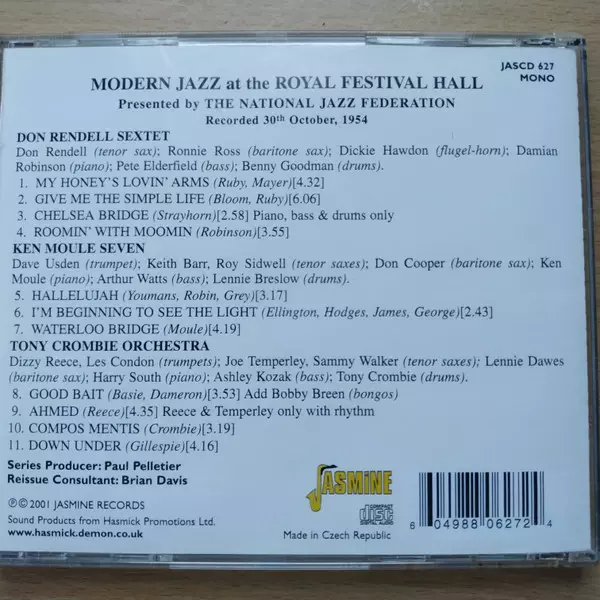 JASCD 627
MONO
MODERN JAZZ at the ROYAL FESTIVAL HALL
Presented by THE NATIONAL JAZZ FEDERATION
Recorded 30th October, 1954
DON RENDELL SEXTET
Don Rendell (tenor sax); Ronnie Ross (baritone sax); Dickie Hawdon (flugel-horn); Damian
Robinson (piano); Pete Elderfield (bass); Benny Goodman (drums).
1. MY HONEY'S LOVIN' ARMS (Ruby, Mayer)[4.32]
2. GIVE ME THE SIMPLE LIFE (Bloom, Ruby)[6.06]
3. CHELSEA BRIDGE (Strayhorn)[2.58] Piano, bass & drums only
4. ROOMIN' WITH MOOMIN (Robinson)[3.55]
KEN MOULE SEVEN
Dave Usden (trumpet); Keith Barr, Roy Sidwell (tenor saxes); Don Cooper (baritone sax); Ken
Moule (piano); Arthur Watts (bass); Lennie Breslow (drums).
5. HALLELUJAH (Youmans, Robin, Grey)[3.17]
6. I'M BEGINNING TO SEE THE LIGHT (Ellington, Hodges, James, George)[2.43]
7. WATERLOO BRIDGE (Moule)[4.19]
TONY CROMBIE ORCHESTRA
Dizzy Reece, Les Condon (trumpets); Joe Temperley, Sammy Walker (tenor saxes); Lennie Dawes
(baritone sax); Harry South (piano); Ashley Kozak (bass); Tony Crombie (drums).
8. GOOD BAIT (Basie, Dameron)[3.53] Add Bobby Breen (bongos)
9. AHMED (Reece)[4.35] Reece & Temperley only with rhythm
10. COMPOS MENTIS (Crombie)[3.19]
11. DOWN UNDER (Gillespie)[4.16]
Series Producer: Paul Pelletier
Reissue Consultant: Brian Davis
℗©2001 JASMINE RECORDS
Sound Products from Hasmick Promotions Ltd.
www.hasmick.demon.co.uk
JASMINE
COMPACT
disc
DIGITAL AUDIO
Made in Czech Republic
6 04988 06272 4